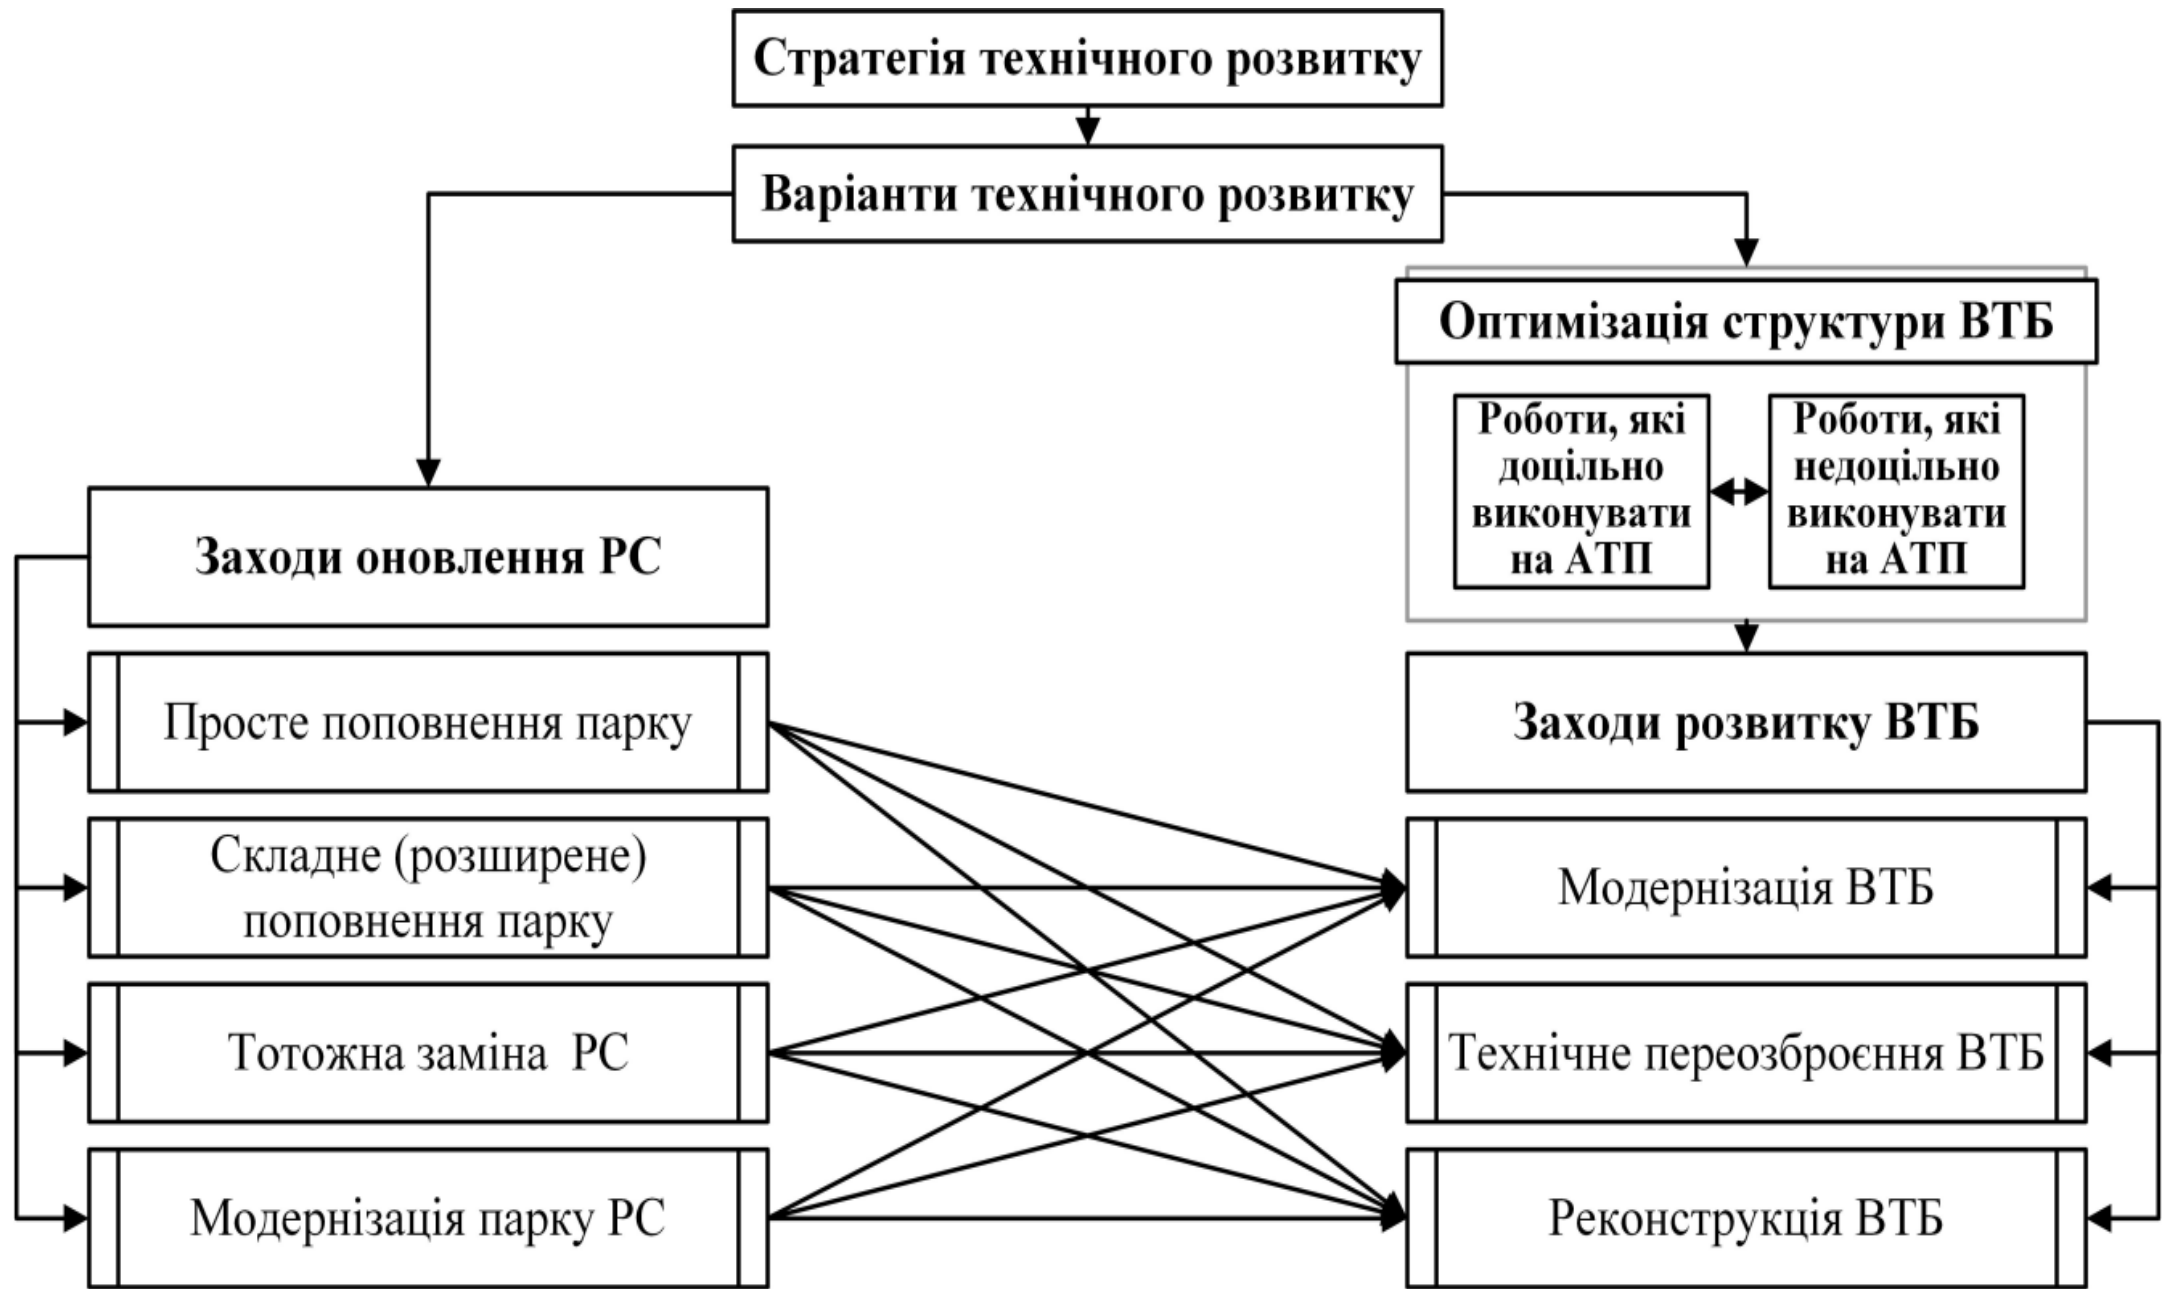 Стратегія технічного розвитку
Варіанти технічного розвитку
Оптимізація структури ВТБ
Роботи, які
доцільно
виконувати
на АТП
Роботи, які
недоцільно
виконувати
на АТП
Заходи оновлення РС
Просте поповнення парку
Складне (розширене)
поповнення парку
Тотожна заміна РС
Модернізація парку РС
Заходи розвитку ВТБ
Модернізація ВТБ
Технічне переозброєння ВТБ
Реконструкція ВТБ